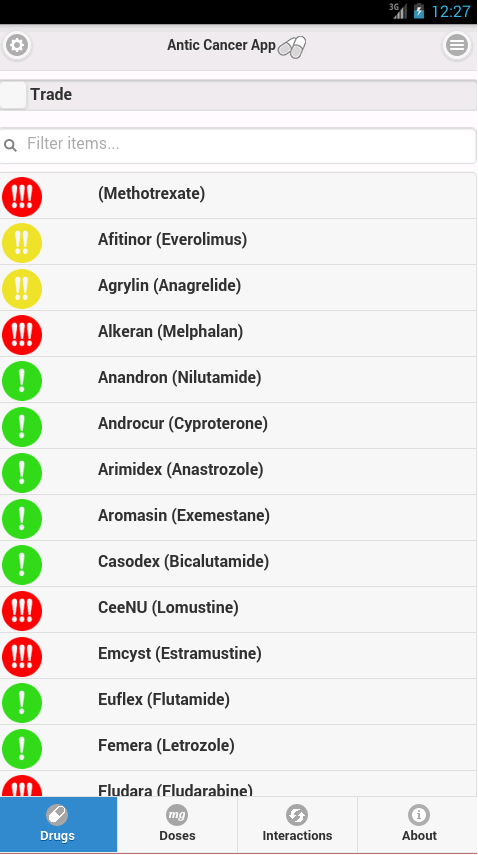 3G 12:27
Antic Cancer App
Trade
Filter items...
!!! (Methotrexate)
!! Afitinor (Everolimus)
!! Agrylin (Anagrelide)
!!! Alkeran (Melphalan)
! Anandron (Nilutamide)
! Androcur (Cyproterone)
! Arimidex (Anastrozole)
! Aromasin (Exemestane)
! Casodex (Bicalutamide)
!!! CeeNU (Lomustine)
!!! Emcyst (Estramustine)
! Euflex (Flutamide)
! Femera (Letrozole)
!!! Fludara (Fludarabine)
mg
Drugs Doses Interactions About